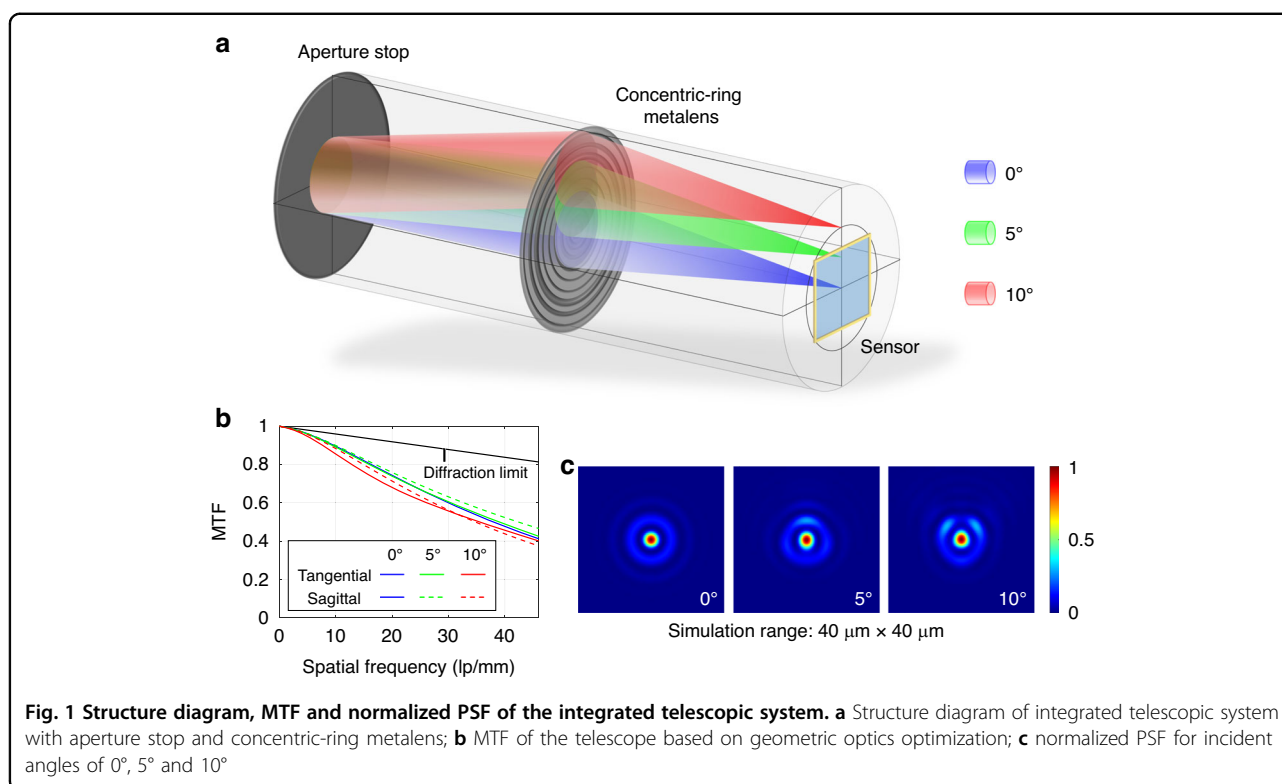 a
Aperture stop
Concentric-ring
metalens
0°
5°
10°
Sensor
b
1
0.8
0.6
0.4
0.2
0
MTF
Diffraction limit
0° 5° 10°
Tangential
Sagittal
0 10 20 30 40
Spatial frequency (lp/mm)
c
0°
5°
10°
1
0.5
0
Simulation range: 40 μm × 40 μm
Fig. 1 Structure diagram, MTF and normalized PSF of the integrated telescopic system. a Structure diagram of integrated telescopic system
with aperture stop and concentric-ring metalens; b MTF of the telescope based on geometric optics optimization; c normalized PSF for incident
angles of 0°, 5° and 10°